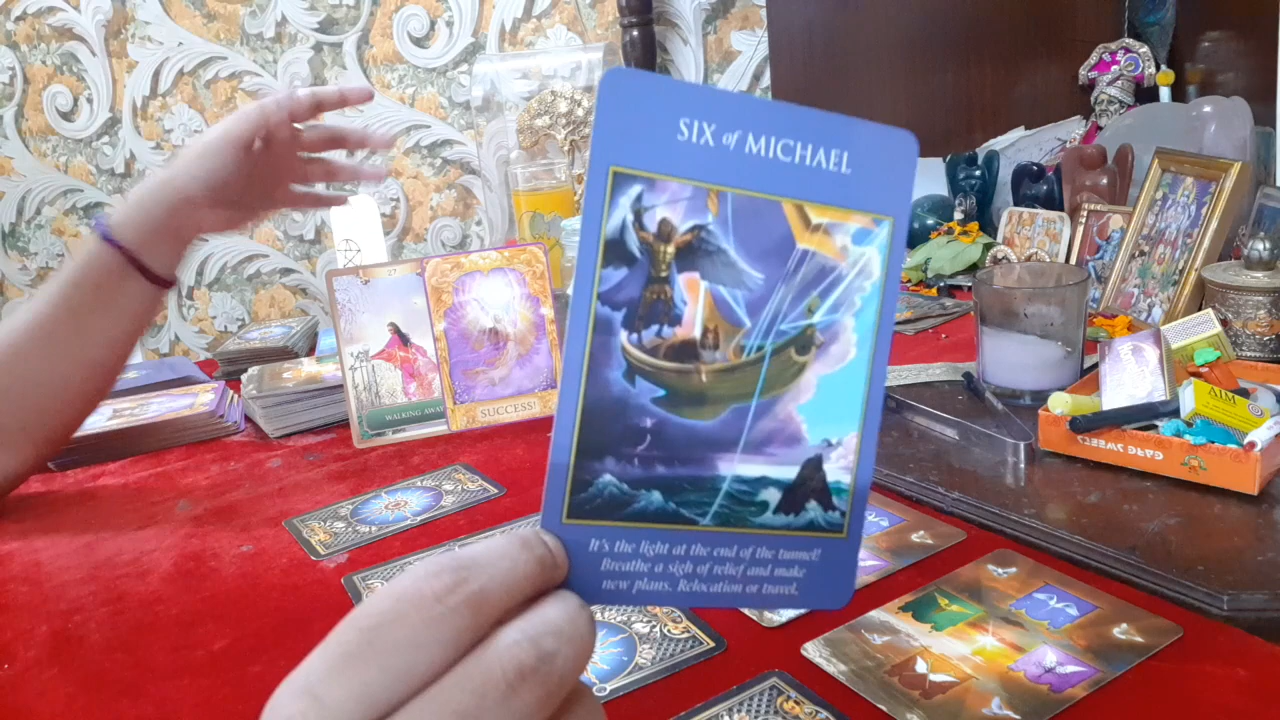 SIX of MICHAEL
It's the light at the end of the tunnel!
Breathe a sigh of relief and make
new plans. Relocation or travel.
27
WALKING AWAY
SUCCESS!
AIM